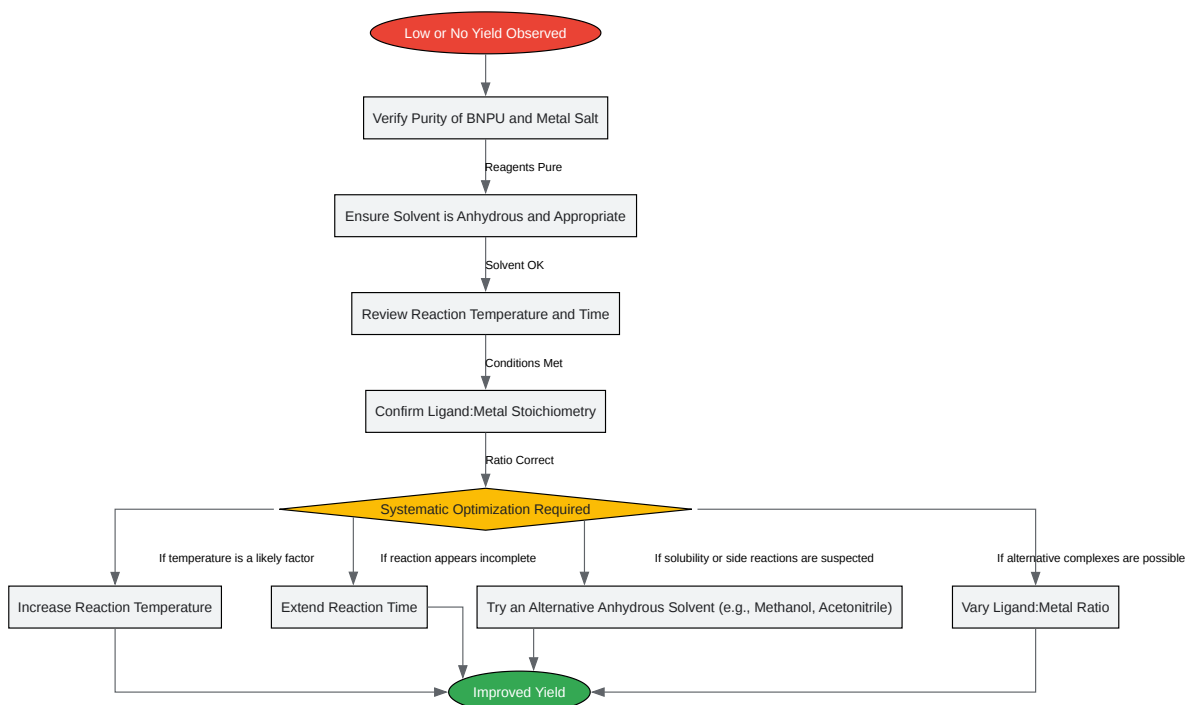 Low or No Yield Observed
Verify Purity of BNPU and Metal Salt
Reagents Pure
Ensure Solvent is Anhydrous and Appropriate
Solvent OK
Review Reaction Temperature and Time
Conditions Met
Confirm Ligand:Metal Stoichiometry
Ratio Correct
Systematic Optimization Required
If temperature is a likely factor
If reaction appears incomplete
If solubility or side reactions are suspected
If alternative complexes are possible
Increase Reaction Temperature
Extend Reaction Time
Try an Alternative Anhydrous Solvent (e.g., Methanol, Acetonitrile)
Vary Ligand:Metal Ratio
Improved Yield